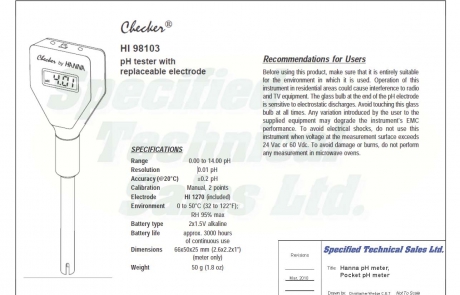 Checker®
HI 98103
pH tester with
replaceable electrode
Checker by HANNA
4.01
Recommendations for Users
Before using this product, make sure that it is entirely suitable
for the environment in which it is used. Operation of this
instrument in residential areas could cause interference to radio
and TV equipment. The glass bulb at the end of the pH electrode
is sensitive to electrostatic discharges. Avoid touching this glass
bulb at all times. Any variation introduced by the user to the
supplied equipment may degrade the instrument's EMC
performance. To avoid electrical shocks, do not use this
instrument when voltage at the measurement surface exceeds
24 Vac or 60 Vdc. To avoid damage or burns, do not perform
any measurement in microwave ovens.
SPECIFICATIONS
Range 0.00 to 14.00 pH
Resolution 0.01 pH
Accuracy (@20°C) ±0.2 pH
Calibration Manual, 2 points
Electrode HI 1270 (included)
Environment 0 to 50°C (32 to 122°F);
RH 95% max
Battery type 2x1.5V alkaline
Battery life approx. 3000 hours
of continuous use
Dimensions 66x50x25 mm (2.6x2.2x1")
(meter only)
Weight 50 g (1.8 oz)
Specified Technical Sales Ltd.
Revisions
Specified Technical Sales Ltd.
Title: Hanna pH meter,
Pocket pH meter
Mar, 2010
Drawn by: Not To Scale